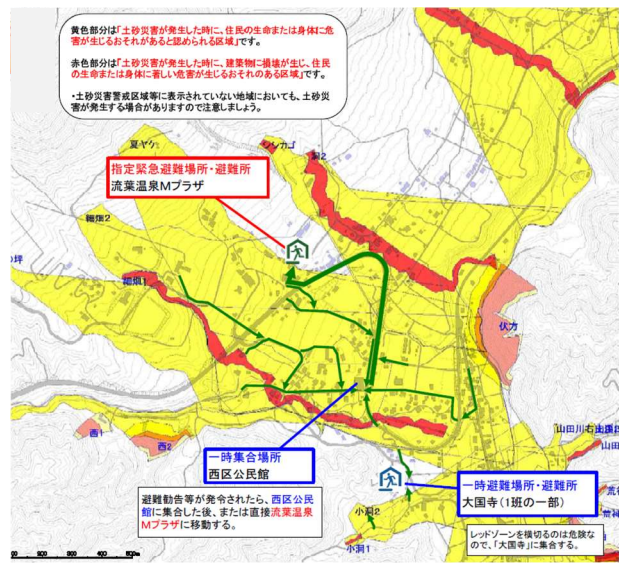 黄色部分は「土砂災害が発生した時に、住民の生命または身体に危
害が生じるおそれがあると認められる区域」です。
赤色部分は「土砂災害が発生した時に、建築物に損壊が生じ、住民
の生命または身体に著しい危害が生じるおそれのある区域」です。
・土砂災害警戒区域等に表示されていない地域においても、土砂災
害が発生する場合がありますので注意しましょう。
夏ヤケ
洞2
指定緊急避難場所・避難所
流葉温泉Mプラザ
細畑2
の坪
細畑1
伏方
西1
西2
一時集合場所
西区公民館
山田川右
山田
一時避難場所・避難所
大国寺(1班の一部)
避難勧告等が発令されたら、西区公民
館に集合した後、または直接流葉温泉
Mプラザに移動する。
小洞2
小洞1
荒
レッドゾーンを横切るのは危険な
ので、「大国寺」に集合する。